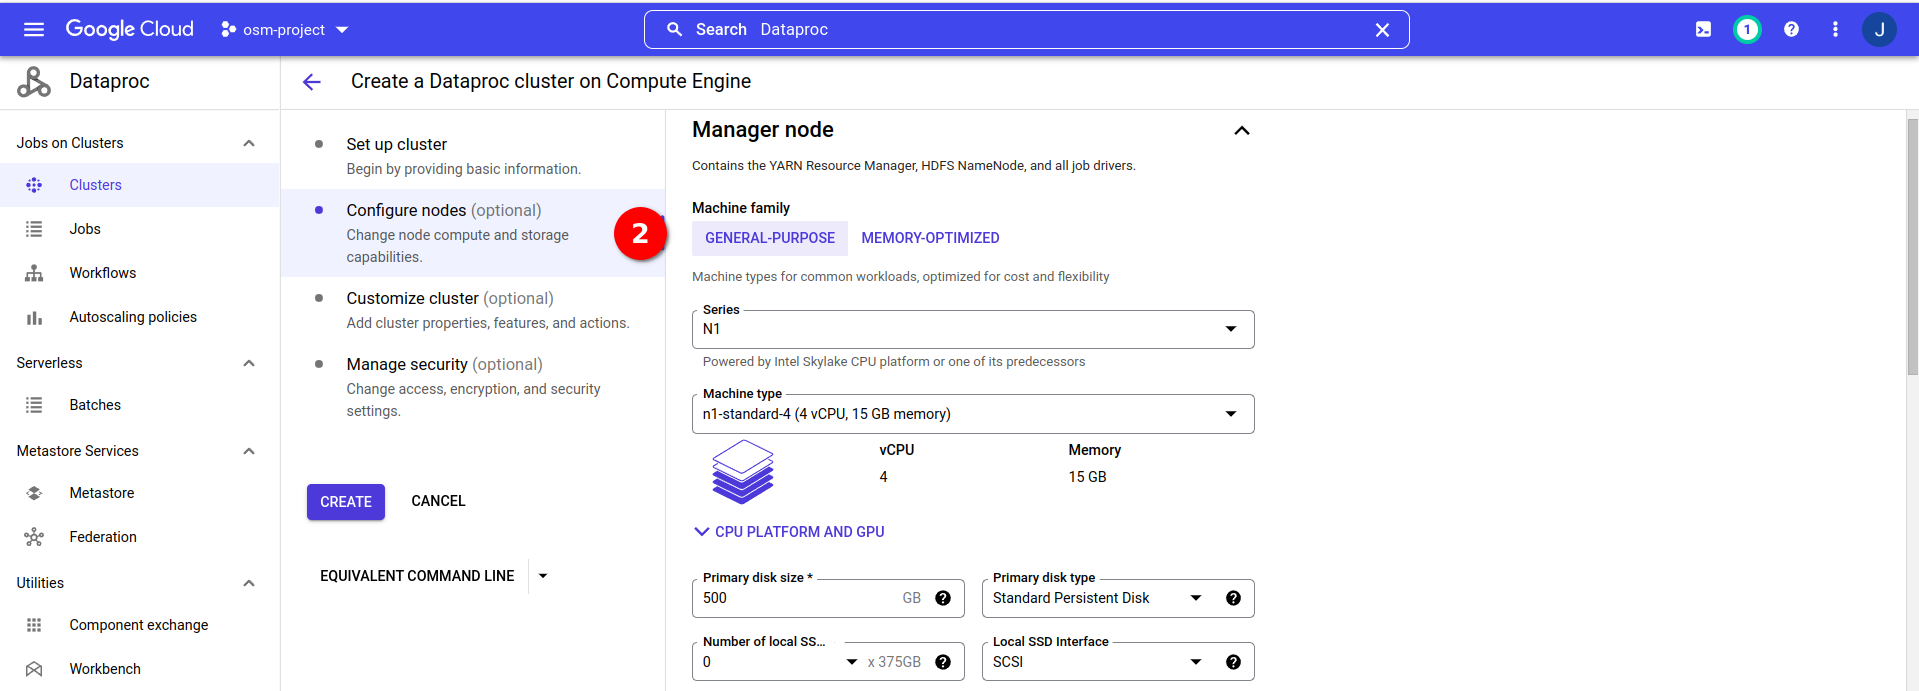 Google Cloud
osm-project
Search Dataproc
1
J
Dataproc
Create a Dataproc cluster on Compute Engine
Jobs on Clusters
Clusters
Jobs
Workflows
Autoscaling policies
Serverless
Batches
Metastore Services
Metastore
Federation
Utilities
Component exchange
Workbench
Set up cluster
Begin by providing basic information.
Configure nodes (optional)
Change node compute and storage
capabilities.
2
Customize cluster (optional)
Add cluster properties, features, and actions.
Manage security (optional)
Change access, encryption, and security
settings.
CREATE CANCEL
EQUIVALENT COMMAND LINE
Manager node
Contains the YARN Resource Manager, HDFS NameNode, and all job drivers.
Machine family
GENERAL-PURPOSE MEMORY-OPTIMIZED
Machine types for common workloads, optimized for cost and flexibility
Series
N1
Powered by Intel Skylake CPU platform or one of its predecessors
Machine type
n1-standard-4 (4 vCPU, 15 GB memory)
vCPU Memory
4 15 GB
CPU PLATFORM AND GPU
Primary disk size * Primary disk type
500 GB ? Standard Persistent Disk ?
Number of local SS... Local SSD Interface
0 x 375GB ? SCSI ?